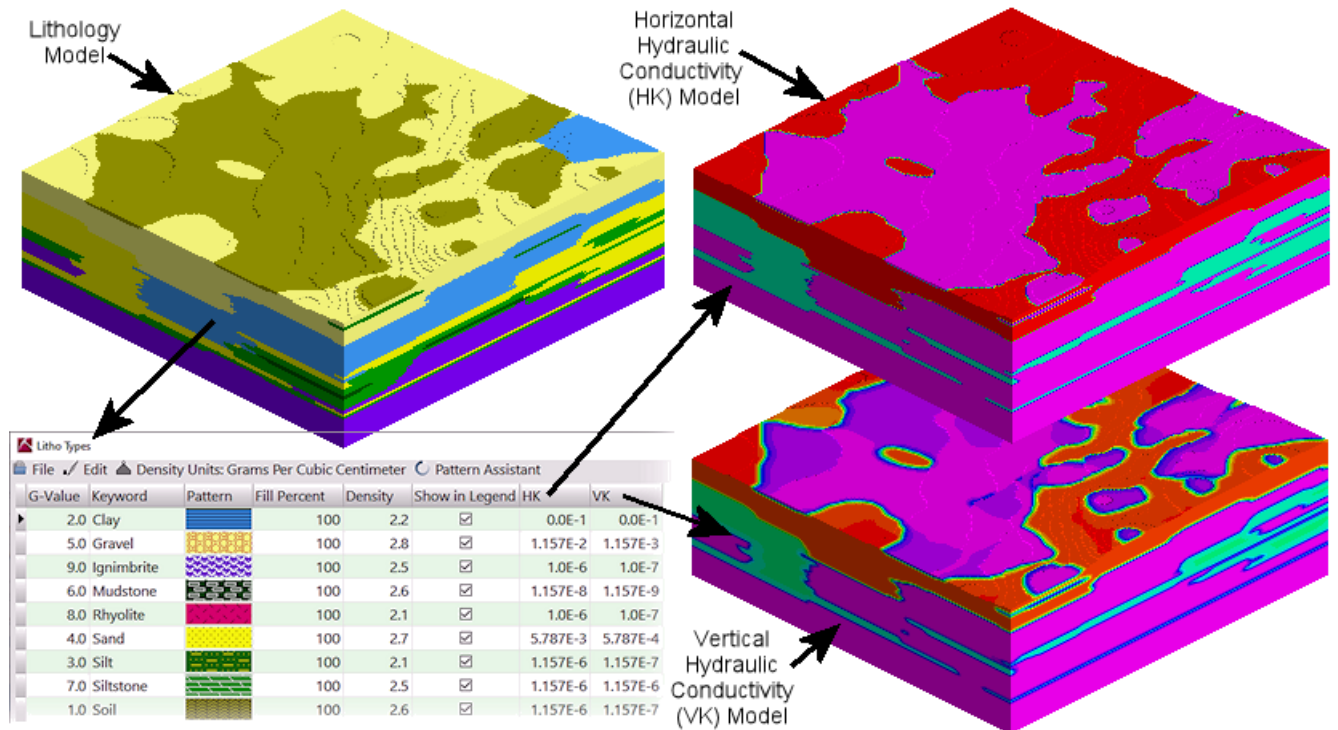 Lithology
Model
Horizontal
Hydraulic
Conductivity
(HK) Model
Litho Types
File Edit Density Units: Grams Per Cubic Centimeter Pattern Assistant
G-Value Keyword Pattern Fill Percent Density Show in Legend HK VK
2.0 Clay 100 2.2 0.0E-1 0.0E-1
5.0 Gravel 100 2.8 1.157E-2 1.157E-3
9.0 Ignimbrite 100 2.5 1.0E-6 1.0E-7
6.0 Mudstone 100 2.6 1.157E-8 1.157E-9
8.0 Rhyolite 100 2.1 1.0E-6 1.0E-7
4.0 Sand 100 2.7 5.787E-3 5.787E-4
3.0 Silt 100 2.1 1.157E-6 1.157E-7
7.0 Siltstone 100 2.5 1.157E-6 1.157E-6
1.0 Soil 100 2.6 1.157E-6 1.157E-7
Vertical
Hydraulic
Conductivity
(VK) Model